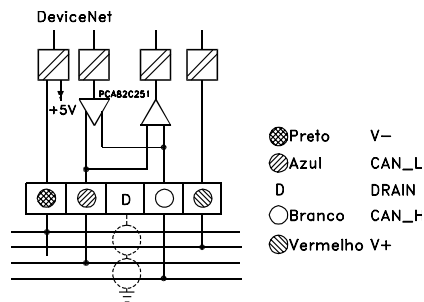 DeviceNet
PCA82C251
+5V
D
Preto V-
Azul CAN_L
D DRAIN
Branco CAN_H
Vermelho V+